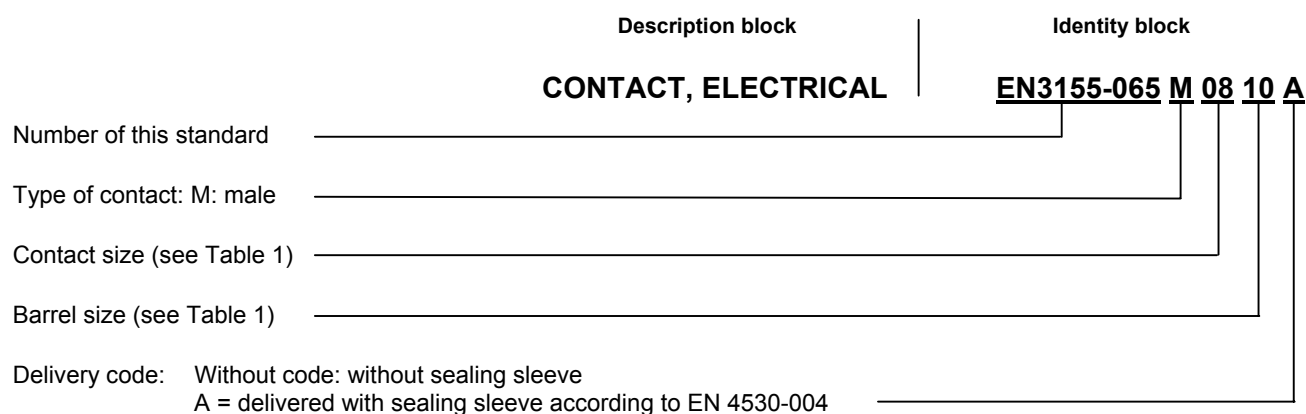 Description block Identity block
CONTACT, ELECTRICAL EN3155-065 M 08 10 A
Number of this standard
Type of contact: M: male
Contact size (see Table 1)
Barrel size (see Table 1)
Delivery code: Without code: without sealing sleeve
A = delivered with sealing sleeve according to EN 4530-004